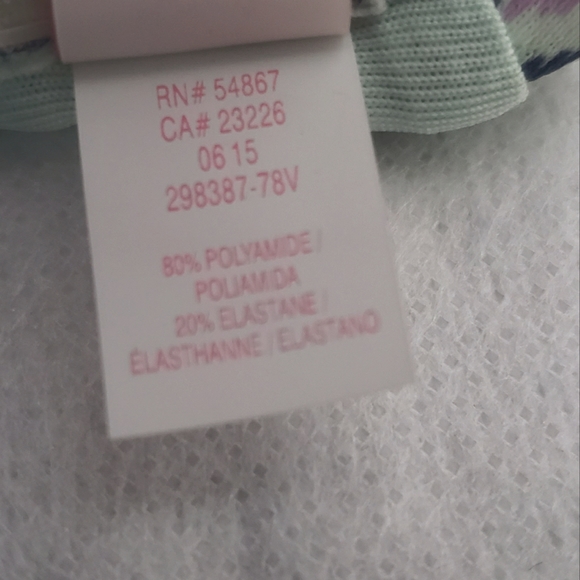 RN# 54867
CA# 23226
06 15
298387-78V
80% POLYAMIDE /
POLIAMIDA
20% ELASTANE /
ÉLASTHANNE / ELASTANO